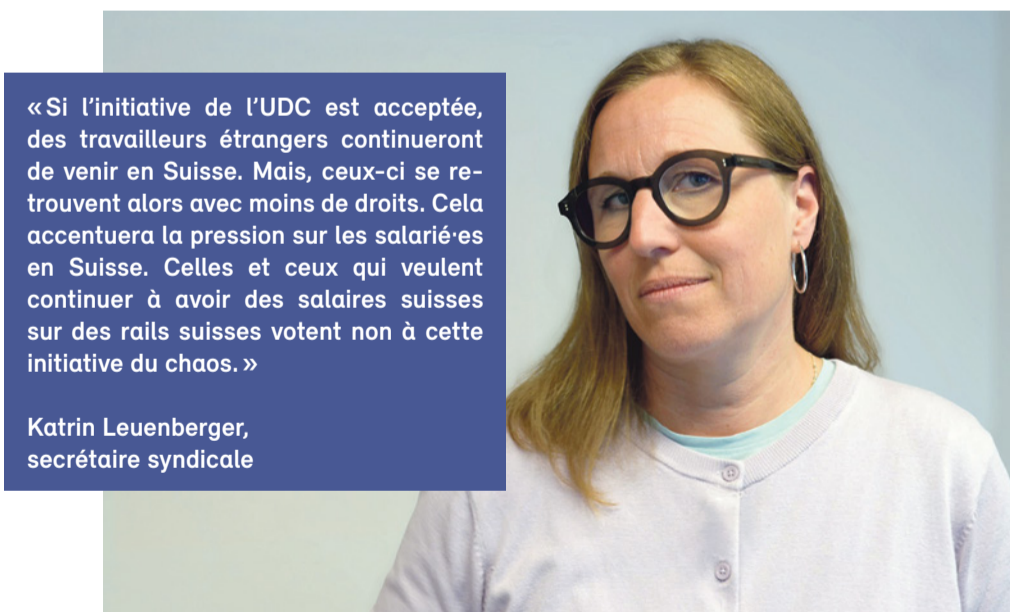 « Si l'initiative de l'UDC est acceptée,
des travailleurs étrangers continueront
de venir en Suisse. Mais, ceux-ci se re-
trouvent alors avec moins de droits. Cela
accentuera la pression sur les salarié·es
en Suisse. Celles et ceux qui veulent
continuer à avoir des salaires suisses
sur des rails suisses votent non à cette
initiative du chaos. »
Katrin Leuenberger,
secrétaire syndicale